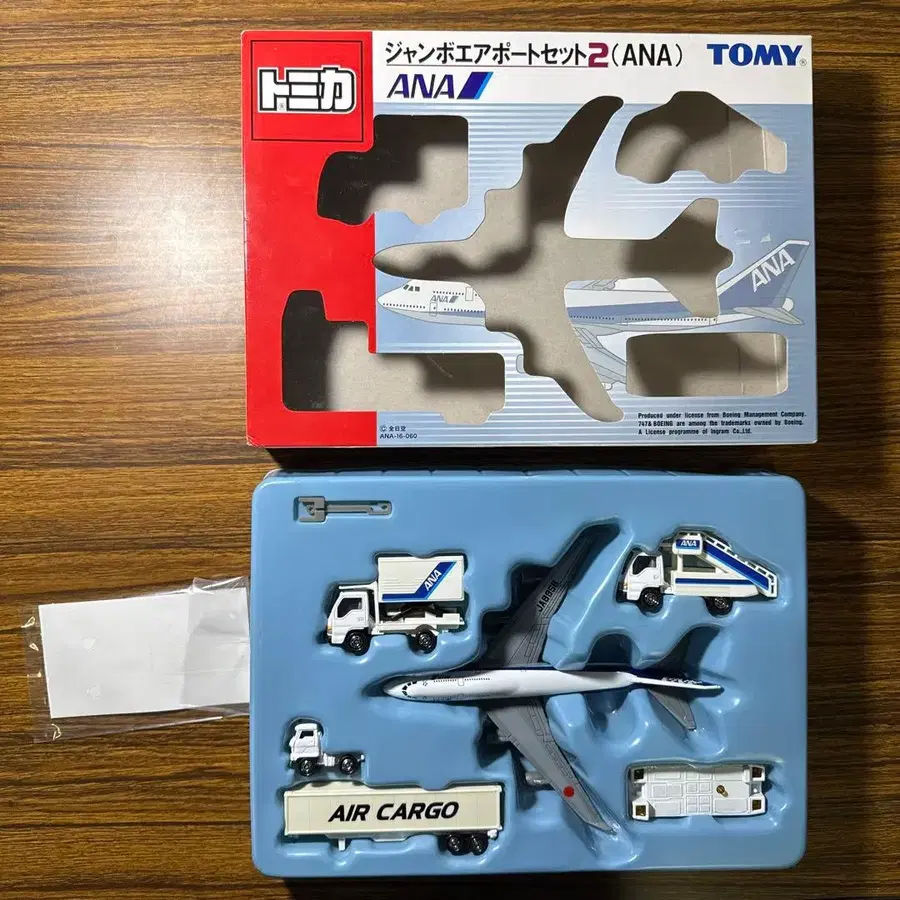 トミカ
ジャンボエアポートセット2(ANA)
TOMY
ANA
ANA
ANA
Produced under license from Boeing Management Company.
747& BOEING are among the trademarks owned by Boeing.
A License programme of Ingram Co.,Ltd.
© 全日空
ANA-16-060
ANA
ANA
AIR CARGO